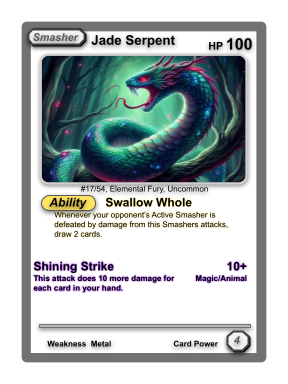 Smasher Jade Serpent HP 100
#17/54, Elemental Fury, Uncommon
Ability Swallow Whole
Whenever your opponent's Active Smasher is
defeated by damage from this Smashers attacks,
draw 2 cards.
Shining Strike 10+
This attack does 10 more damage for Magic/Animal
each card in your hand.
Weakness Metal Card Power 4